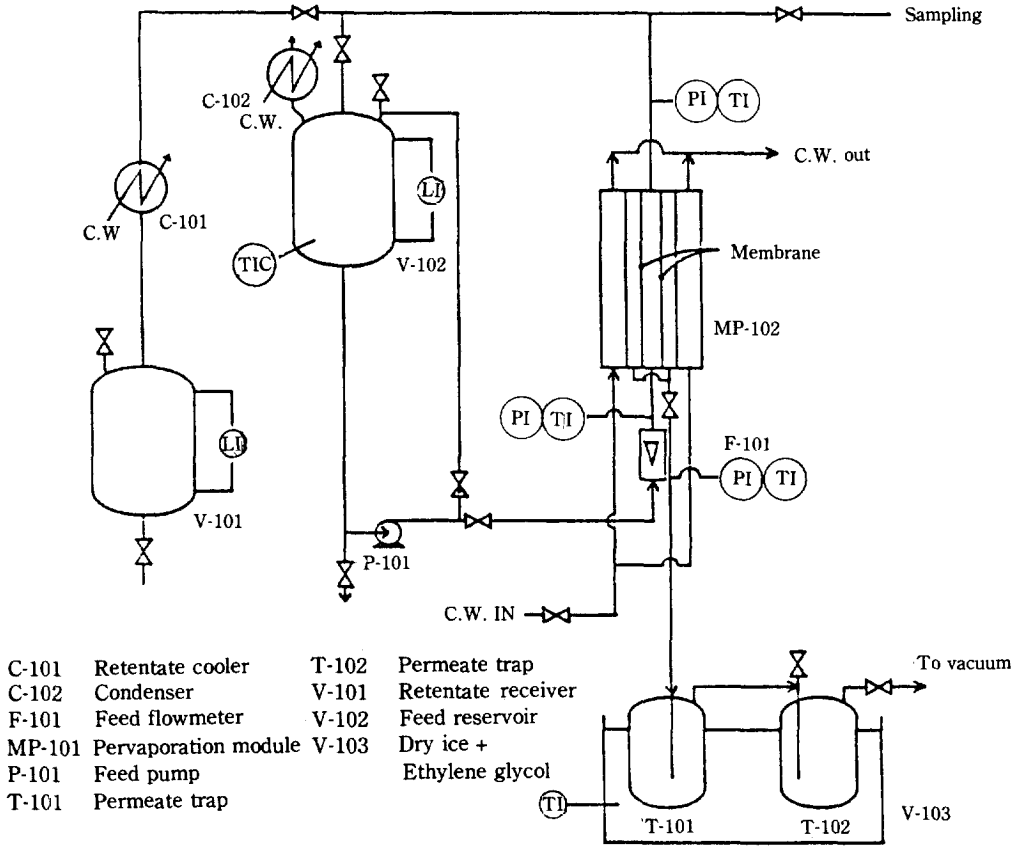 Sampling
C-102
C.W.
PI TI
C.W. out
C.W
C-101
LI
TIC
V-102
Membrane
MP-102
LI
V-101
PI TI
F-101
PI TI
P-101
C.W. IN
To vacuum
TI
T-101
T-102
V-103
C-101 Retentate cooler T-102 Permeate trap
C-102 Condenser V-101 Retentate receiver
F-101 Feed flowmeter V-102 Feed reservoir
MP-101 Pervaporation module V-103 Dry ice +
P-101 Feed pump Ethylene glycol
T-101 Permeate trap